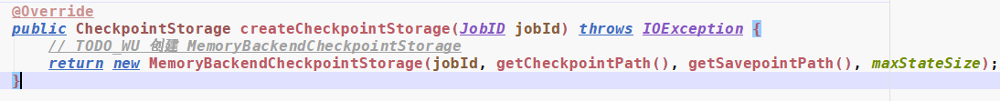 @Override
public CheckpointStorage createCheckpointStorage(JobID jobId) throws IOException {
// TODO_WU 创建 MemoryBackendCheckpointStorage
return new MemoryBackendCheckpointStorage(jobId, getCheckpointPath(), getSavepointPath(), maxStateSize);
}